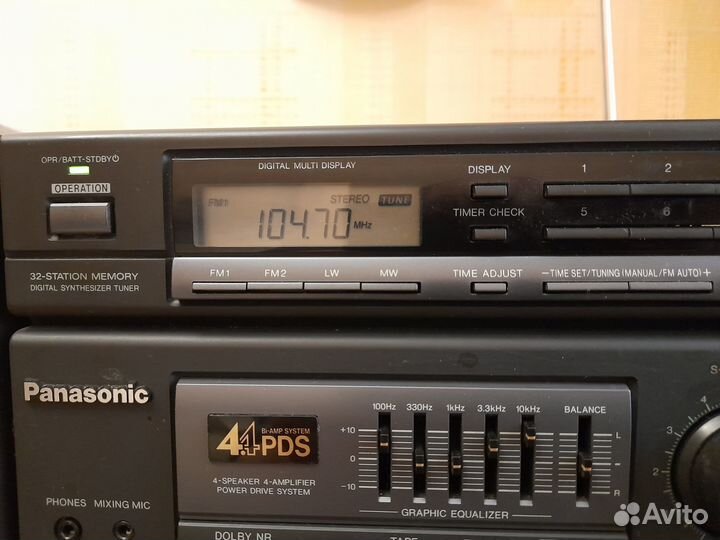 OPR/BATT-STDBY⏻
DIGITAL MULTI DISPLAY
DISPLAY 1 2
OPERATION
FM1 STEREO TUNE
104.70 MHz
TIMER CHECK 5 6
32-STATION MEMORY
DIGITAL SYNTHESIZER TUNER
FM1 FM2 LW MW TIME ADJUST −TIME SET/TUNING (MANUAL/FM AUTO)+
Panasonic
100Hz 330Hz 1kHz 3.3kHz 10kHz BALANCE
Bi-AMP SYSTEM
4.4PDS
+10 L
0
−10 R
4-SPEAKER 4-AMPLIFIER
POWER DRIVE SYSTEM
GRAPHIC EQUALIZER
5
4
3
2
PHONES MIXING MIC
DOLBY NR TAPE
Avito